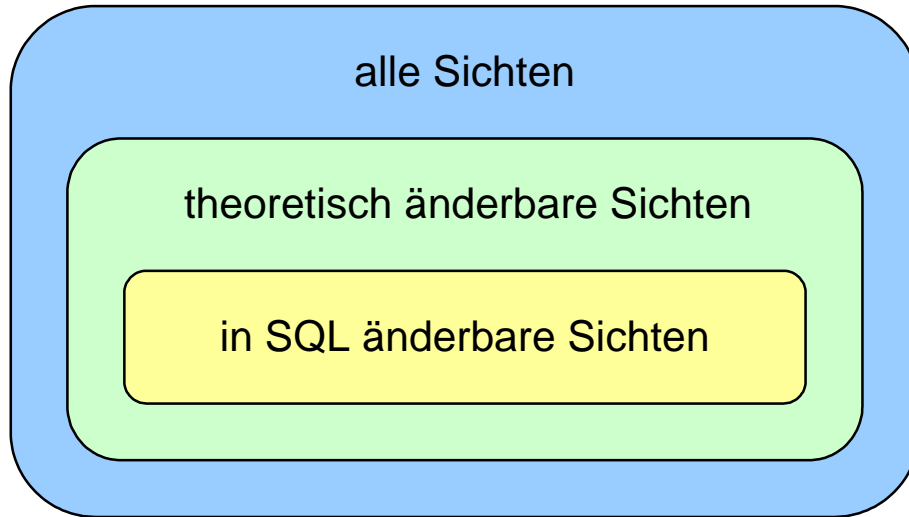 alle Sichten
theoretisch änderbare Sichten
in SQL änderbare Sichten